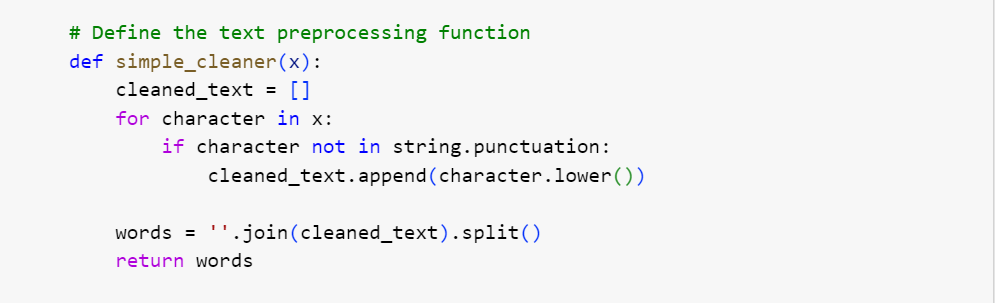 # Define the text preprocessing function
def simple_cleaner(x):
    cleaned_text = []
    for character in x:
        if character not in string.punctuation:
            cleaned_text.append(character.lower())
    words = ''.join(cleaned_text).split()
    return words